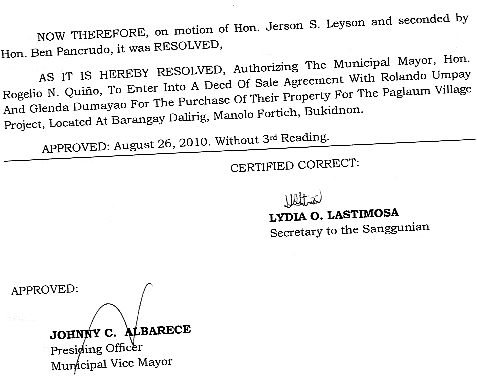 NOW THEREFORE, on motion of Hon. Jerson S. Leyson and seconded by
Hon. Ben Pancrudo, it was RESOLVED,
AS IT IS HEREBY RESOLVED, Authorizing The Municipal Mayor, Hon.
Rogelio N. Quiño, To Enter Into A Deed Of Sale Agreement With Rolando Umpay
And Glenda Dumayao For The Purchase Of Their Property For The Paglaum Village
Project, Located At Barangay Dalirig, Manolo Fortich, Bukidnon.
APPROVED: August 26, 2010. Without 3rd Reading.
CERTIFIED CORRECT:
LYDIA O. LASTIMOSA
Secretary to the Sanggunian
APPROVED:
JOHNNY C. ALBARECE
Presiding Officer
Municipal Vice Mayor